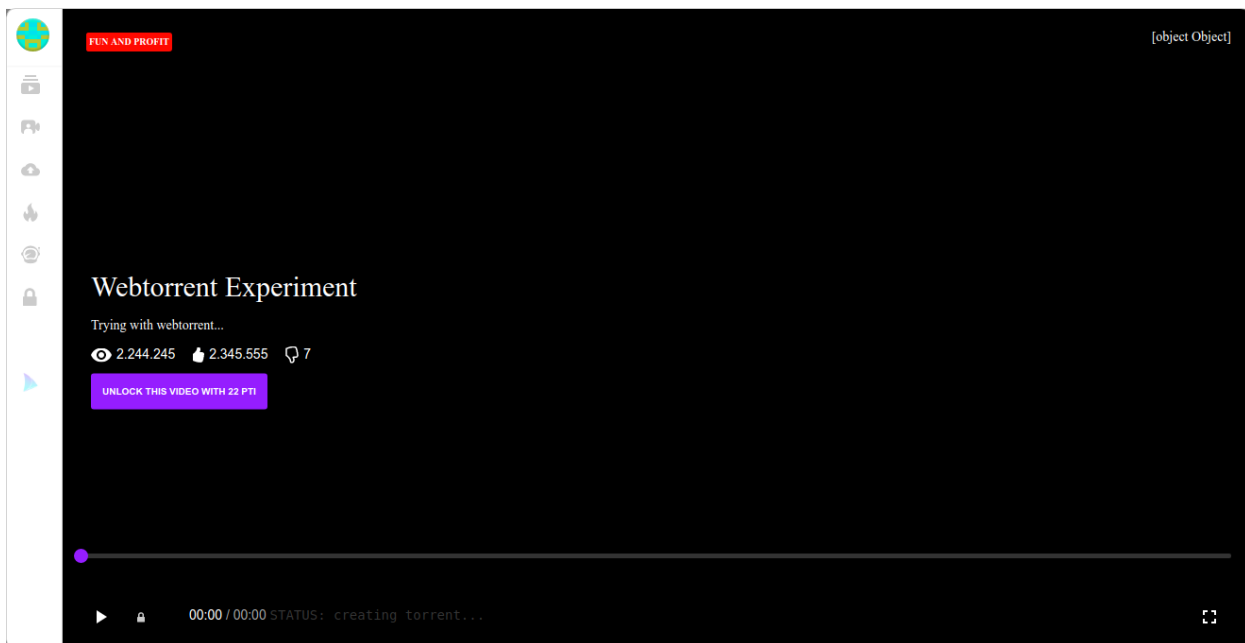 FUN AND PROFIT
[object Object]
Webtorrent Experiment
Trying with webtorrent...
2.244.245 2.345.555 7
UNLOCK THIS VIDEO WITH 22 PTI
00:00 / 00:00 STATUS: creating torrent...